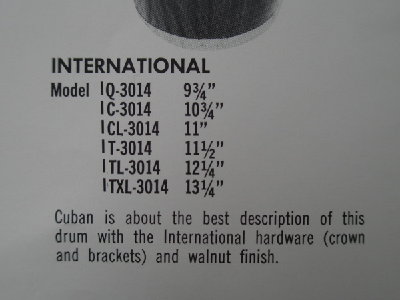 INTERNATIONAL
Model IQ-3014 9¾"
IC-3014 10¾"
ICL-3014 11"
IT-3014 11½"
ITL-3014 12¼"
ITXL-3014 13¼"
Cuban is about the best description of this
drum with the International hardware (crown
and brackets) and walnut finish.